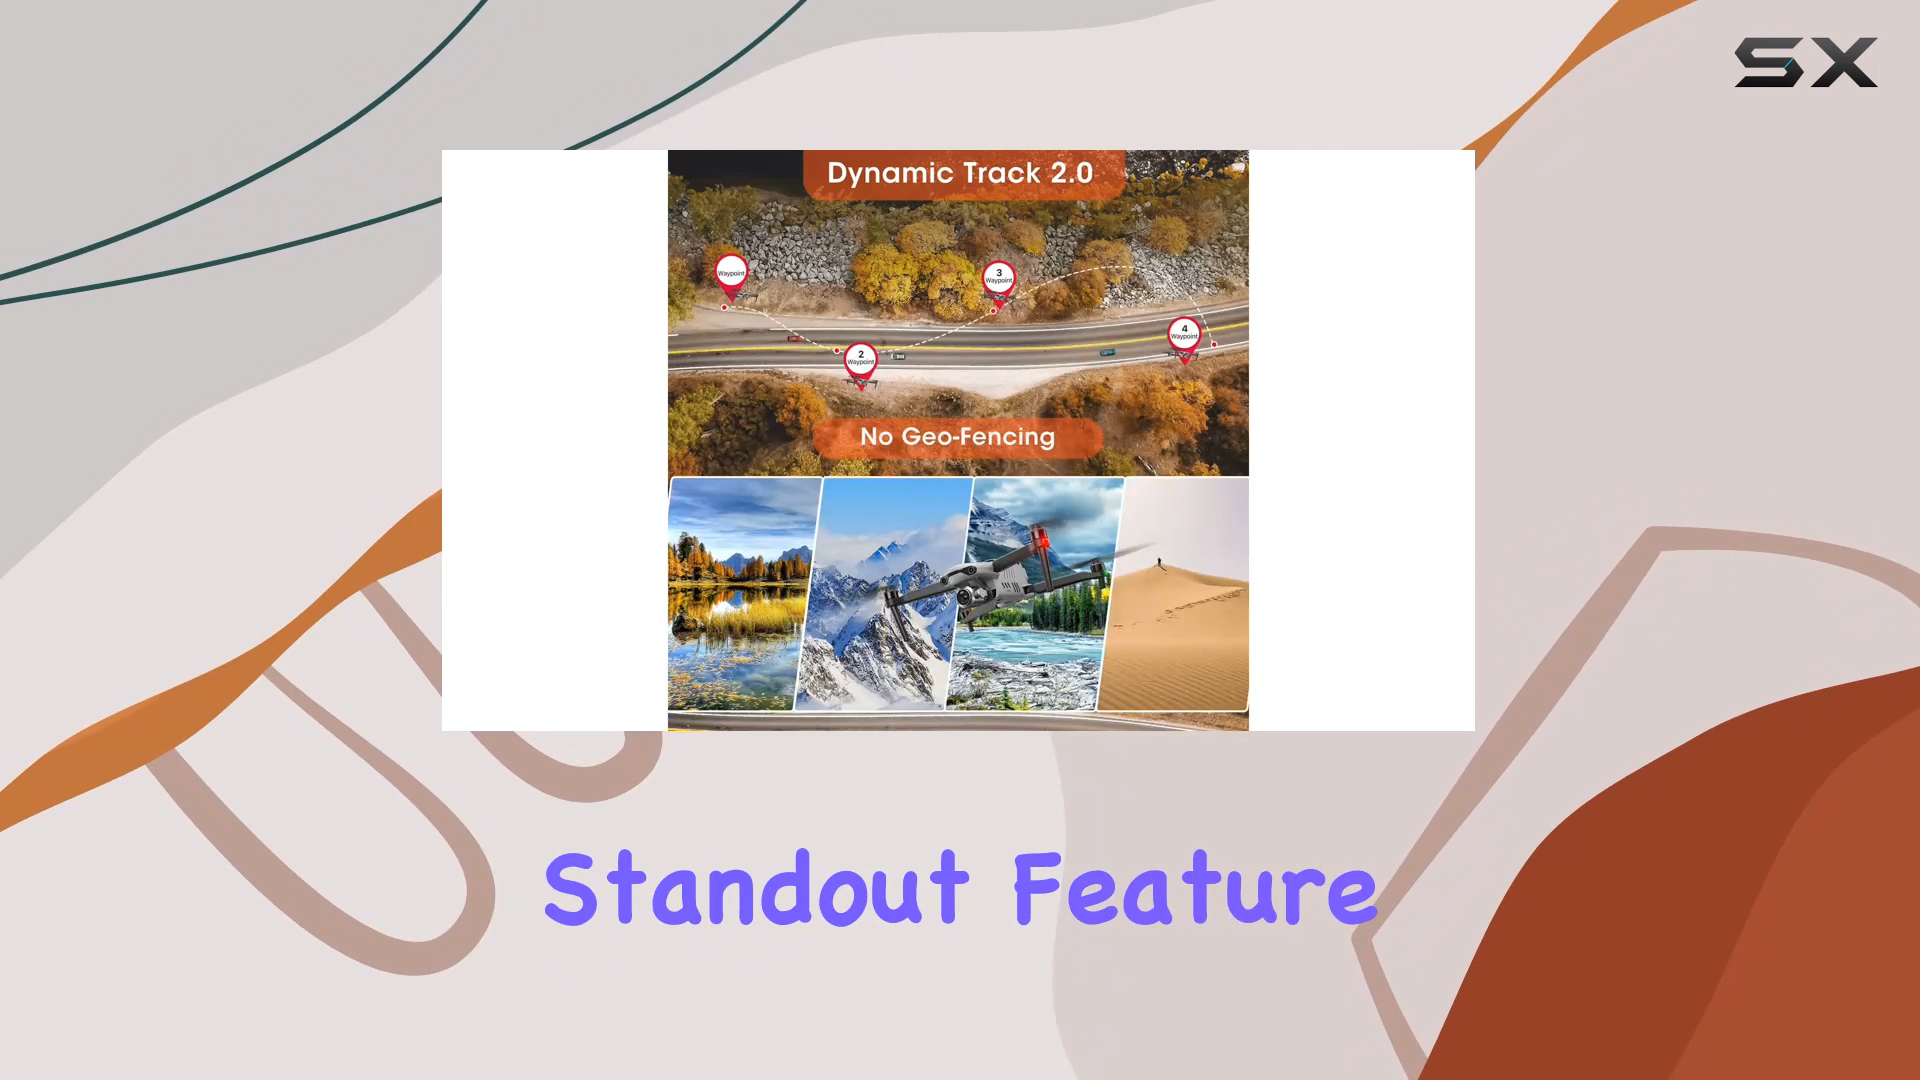 SX
Dynamic Track 2.0
Waypoint
3
Waypoint
4
Waypoint
2
Waypoint
No Geo-Fencing
Standout Feature